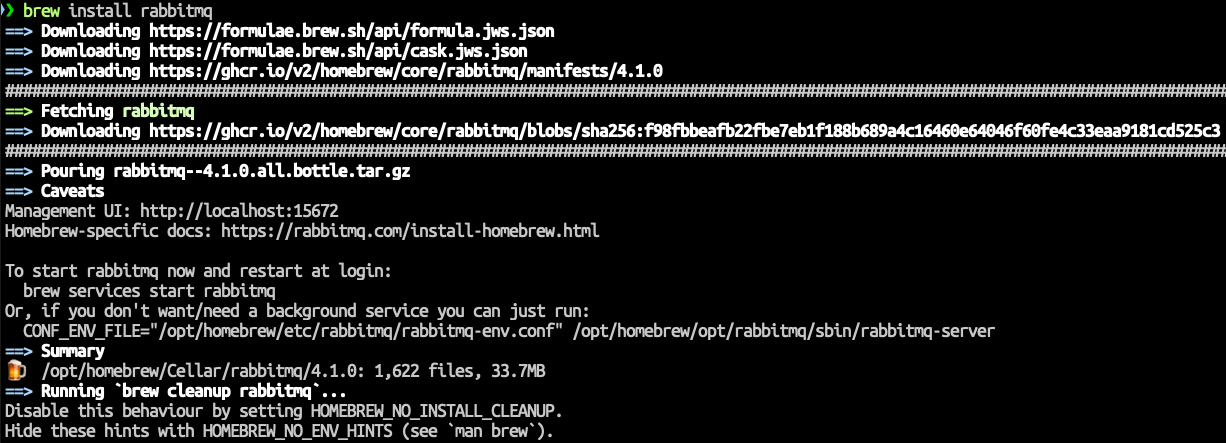 ❯ brew install rabbitmq
==> Downloading https://formulae.brew.sh/api/formula.jws.json
==> Downloading https://formulae.brew.sh/api/cask.jws.json
==> Downloading https://ghcr.io/v2/homebrew/core/rabbitmq/manifests/4.1.0
########################################################################################################################################
==> Fetching rabbitmq
==> Downloading https://ghcr.io/v2/homebrew/core/rabbitmq/blobs/sha256:f98fbbeafb22fbe7eb1f188b689a4c16460e64046f60fe4c33eaa9181cd525c3
########################################################################################################################################
==> Pouring rabbitmq--4.1.0.all.bottle.tar.gz
==> Caveats
Management UI: http://localhost:15672
Homebrew-specific docs: https://rabbitmq.com/install-homebrew.html

To start rabbitmq now and restart at login:
  brew services start rabbitmq
Or, if you don't want/need a background service you can just run:
  CONF_ENV_FILE="/opt/homebrew/etc/rabbitmq/rabbitmq-env.conf" /opt/homebrew/opt/rabbitmq/sbin/rabbitmq-server
==> Summary
🍺 /opt/homebrew/Cellar/rabbitmq/4.1.0: 1,622 files, 33.7MB
==> Running `brew cleanup rabbitmq`...
Disable this behaviour by setting HOMEBREW_NO_INSTALL_CLEANUP.
Hide these hints with HOMEBREW_NO_ENV_HINTS (see `man brew`).